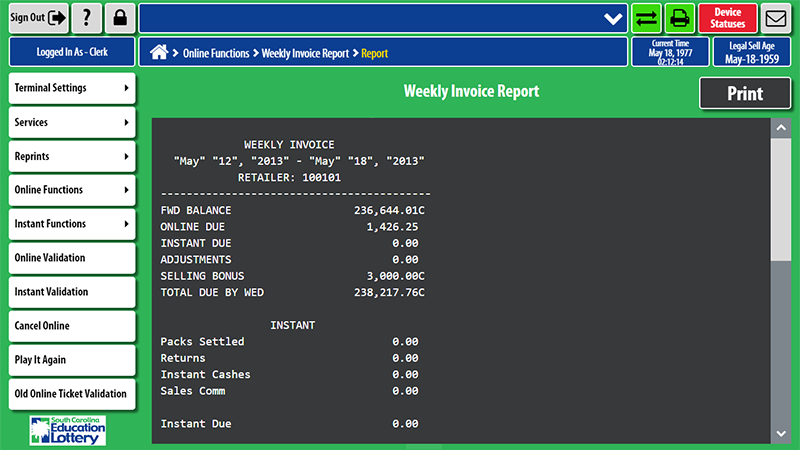 Sign Out
?
Device
Statuses
Logged In As - Clerk
Online Functions > Weekly Invoice Report > Report
Current Time
May 18, 1977
02:12:14
Legal Sell Age
May-18-1959
Terminal Settings
Services
Reprints
Online Functions
Instant Functions
Online Validation
Instant Validation
Cancel Online
Play It Again
Old Online Ticket Validation
South Carolina
Education
Lottery
Weekly Invoice Report
Print
WEEKLY INVOICE
"May" "12", "2013" - "May" "18", "2013"
RETAILER: 100101
------------------------------------------
FWD BALANCE 236,644.01C
ONLINE DUE 1,426.25
INSTANT DUE 0.00
ADJUSTMENTS 0.00
SELLING BONUS 3,000.00C
TOTAL DUE BY WED 238,217.76C
INSTANT
Packs Settled 0.00
Returns 0.00
Instant Cashes 0.00
Sales Comm 0.00
Instant Due 0.00